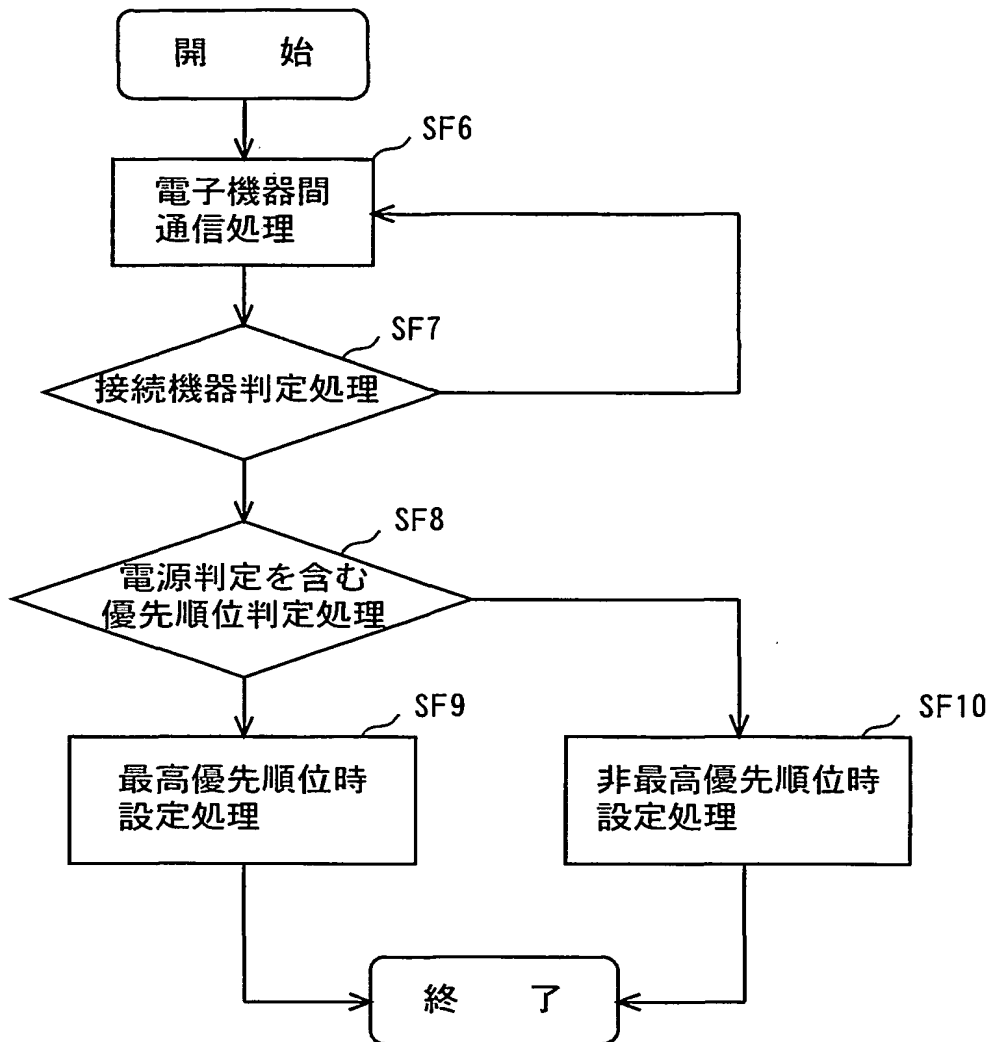 開 始
SF6
電子機器間
通信処理
SF7
接続機器判定処理
SF8
電源判定を含む
優先順位判定処理
SF9
最高優先順位時
設定処理
SF10
非最高優先順位時
設定処理
終 了